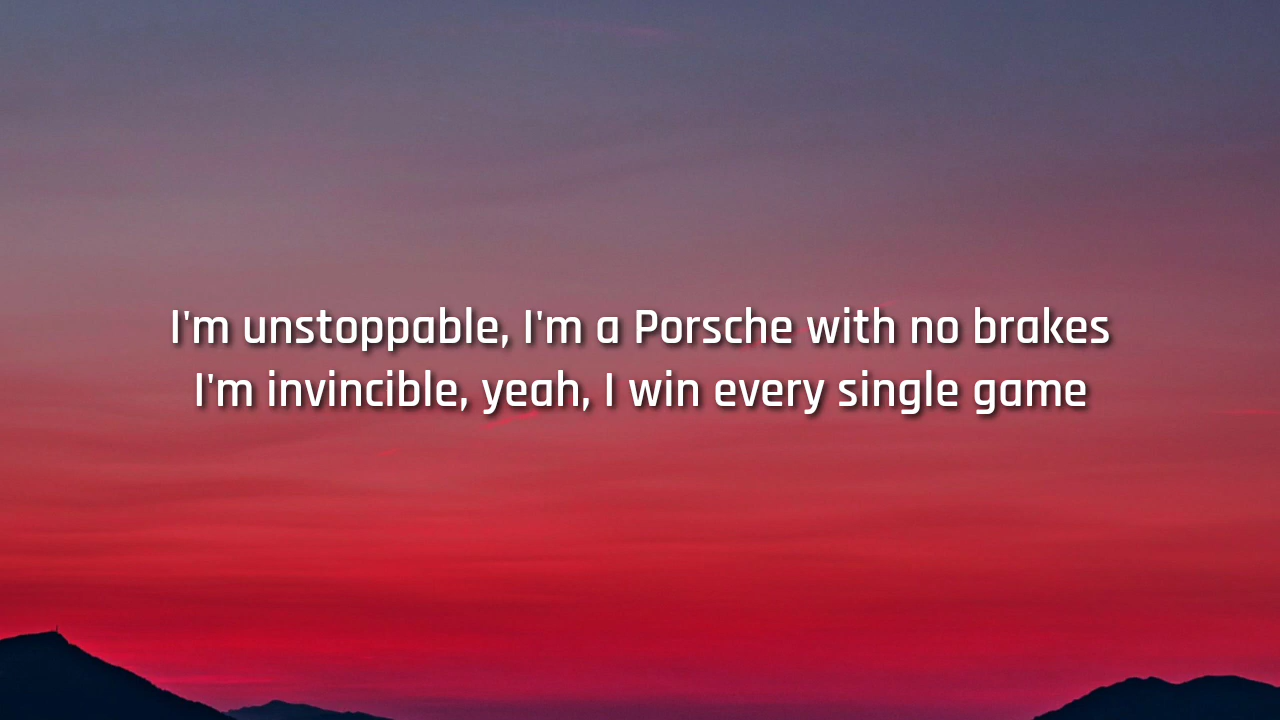 I'm unstoppable, I'm a Porsche with no brakes
I'm invincible, yeah, I win every single game